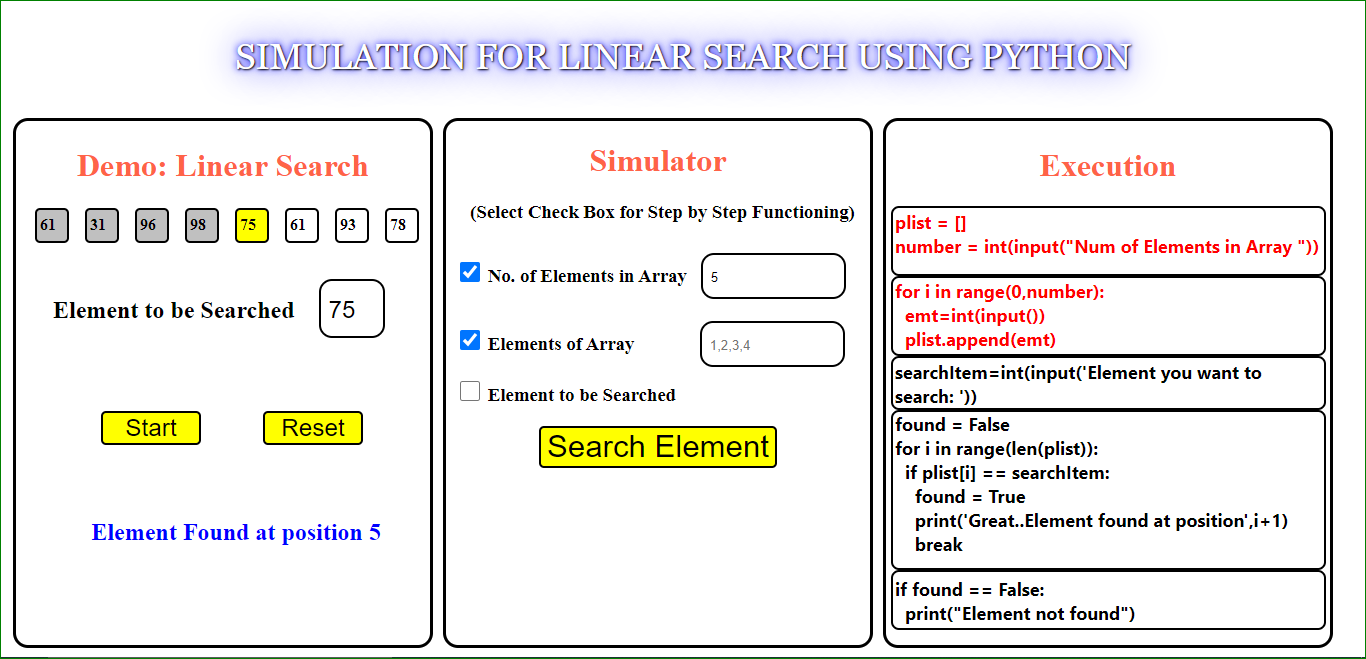 SIMULATION FOR LINEAR SEARCH USING PYTHON
Demo: Linear Search
61 31 96 98 75 61 93 78
Element to be Searched 75
Start Reset
Element Found at position 5
Simulator
(Select Check Box for Step by Step Functioning)
No. of Elements in Array 5
Elements of Array 1,2,3,4
Element to be Searched
Search Element
Execution
plist = []
number = int(input("Num of Elements in Array "))
for i in range(0,number):
emt=int(input())
plist.append(emt)
searchItem=int(input('Element you want to
search: '))
found = False
for i in range(len(plist)):
if plist[i] == searchItem:
found = True
print('Great..Element found at position',i+1)
break
if found == False:
print("Element not found")